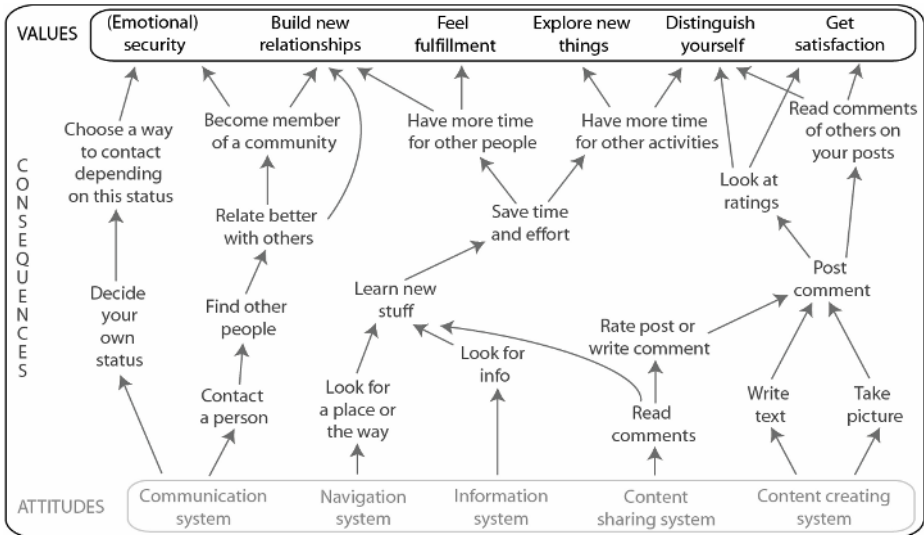 VALUES
(Emotional)
security
Build new
relationships
Feel
fulfillment
Explore new
things
Distinguish
yourself
Get
satisfaction
CONSEQUENCES
Choose a way
to contact
depending
on this status
Become member
of a community
Have more time
for other people
Have more time
for other activities
Read comments
of others on
your posts
Look at
ratings
Relate better
with others
Save time
and effort
Post
comment
Decide
your
own
status
Find other
people
Learn new
stuff
Rate post or
write comment
Look for
info
Contact
a person
Look for
a place or
the way
Read
comments
Write
text
Take
picture
ATTITUDES
Communication
system
Navigation
system
Information
system
Content
sharing system
Content creating
system